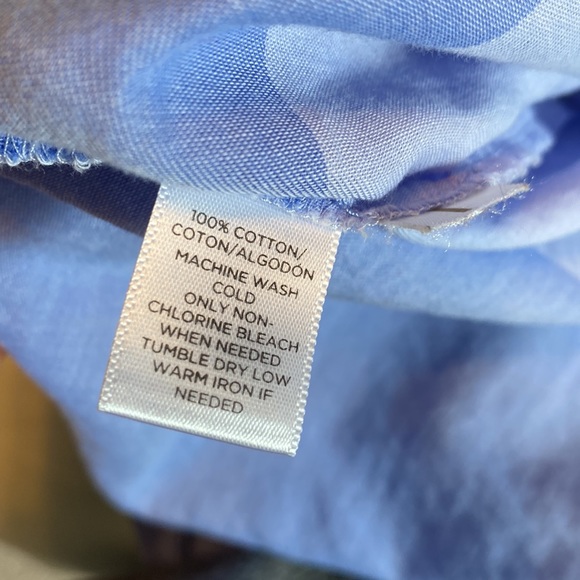 100% COTTON/
COTON/ALGODÓN
MACHINE WASH
COLD
ONLY NON-
CHLORINE BLEACH
WHEN NEEDED
TUMBLE DRY LOW
WARM IRON IF
NEEDED